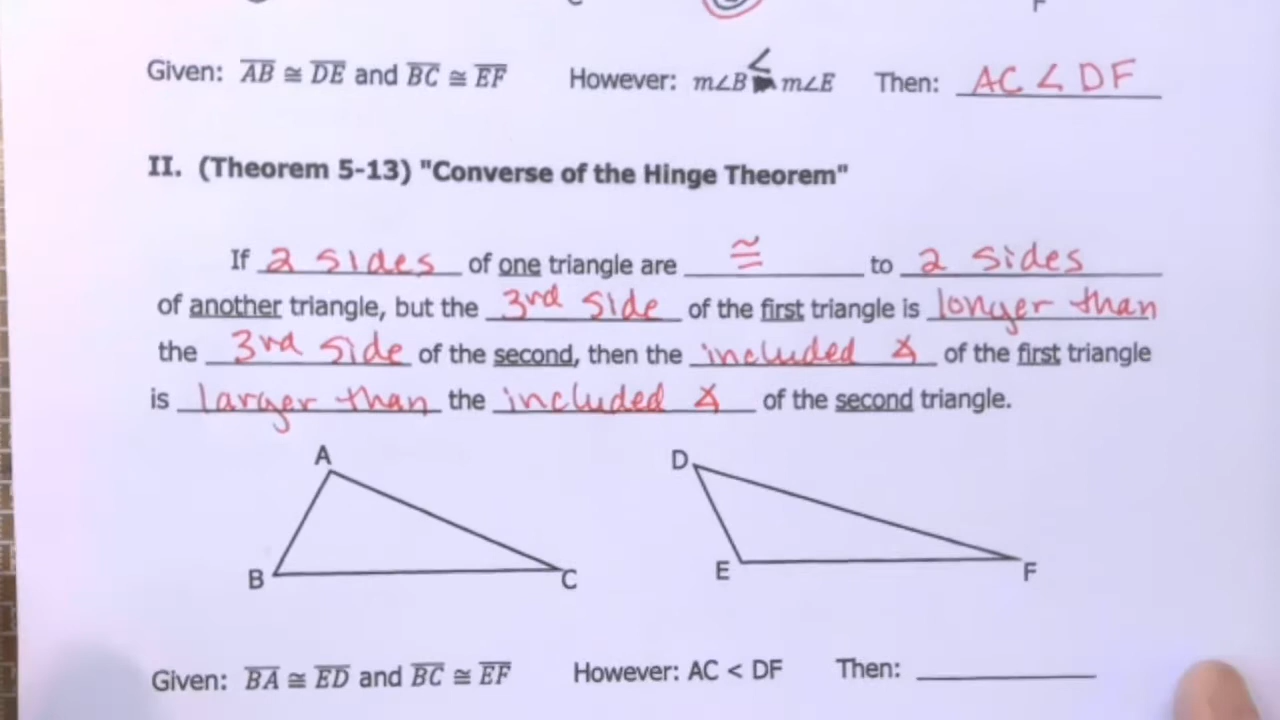 Given: AB ≅ DE and BC ≅ EF However: m∠B < m∠E Then: AC < DF
II. (Theorem 5-13) "Converse of the Hinge Theorem"
If 2 sides of one triangle are ≅ to 2 sides
of another triangle, but the 3rd side of the first triangle is longer than
the 3rd side of the second, then the included ∡ of the first triangle
is larger than the included ∡ of the second triangle.
A D
B C E F
Given: BA ≅ ED and BC ≅ EF However: AC < DF Then: